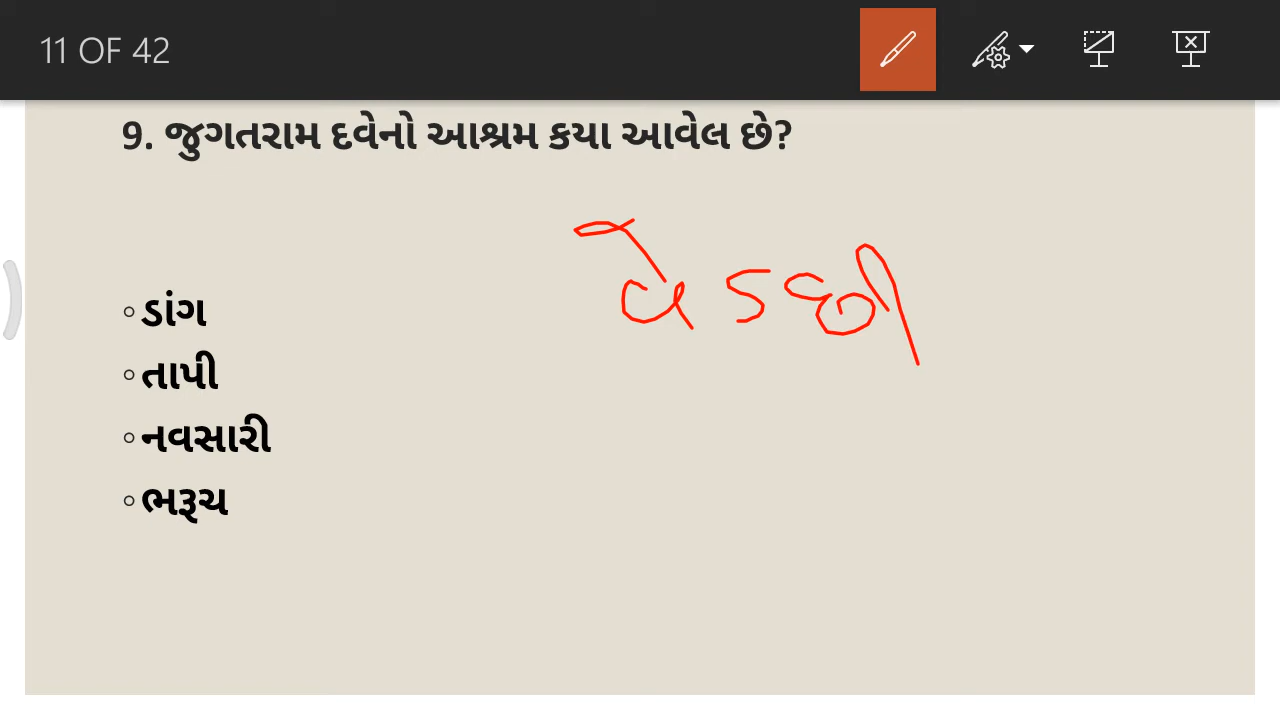 11 OF 42
9. જુગતરામ દવેનો આશ્રમ કયા આવેલ છે?
વેડછી
◦ ડાંગ
◦ તાપી
◦ નવસારી
◦ ભરૂચ